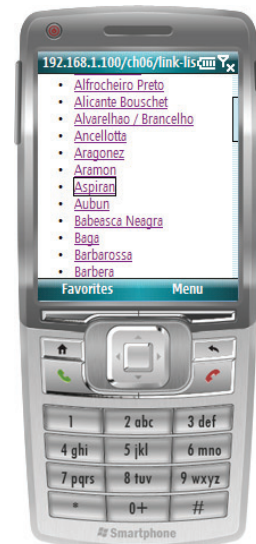 192.168.1.100/ch06/link-lis
Alfrocheiro Preto
Alicante Bouschet
Alvarelhao / Brancelho
Ancellotta
Aragonez
Aramon
Aspiran
Aubun
Babeasca Neagra
Baga
Barbarossa
Barbera
Favorites Menu
1 2 abc 3 def
4 ghi 5 jkl 6 mno
7 pqrs 8 tuv 9 wxyz
* 0+ #
Smartphone